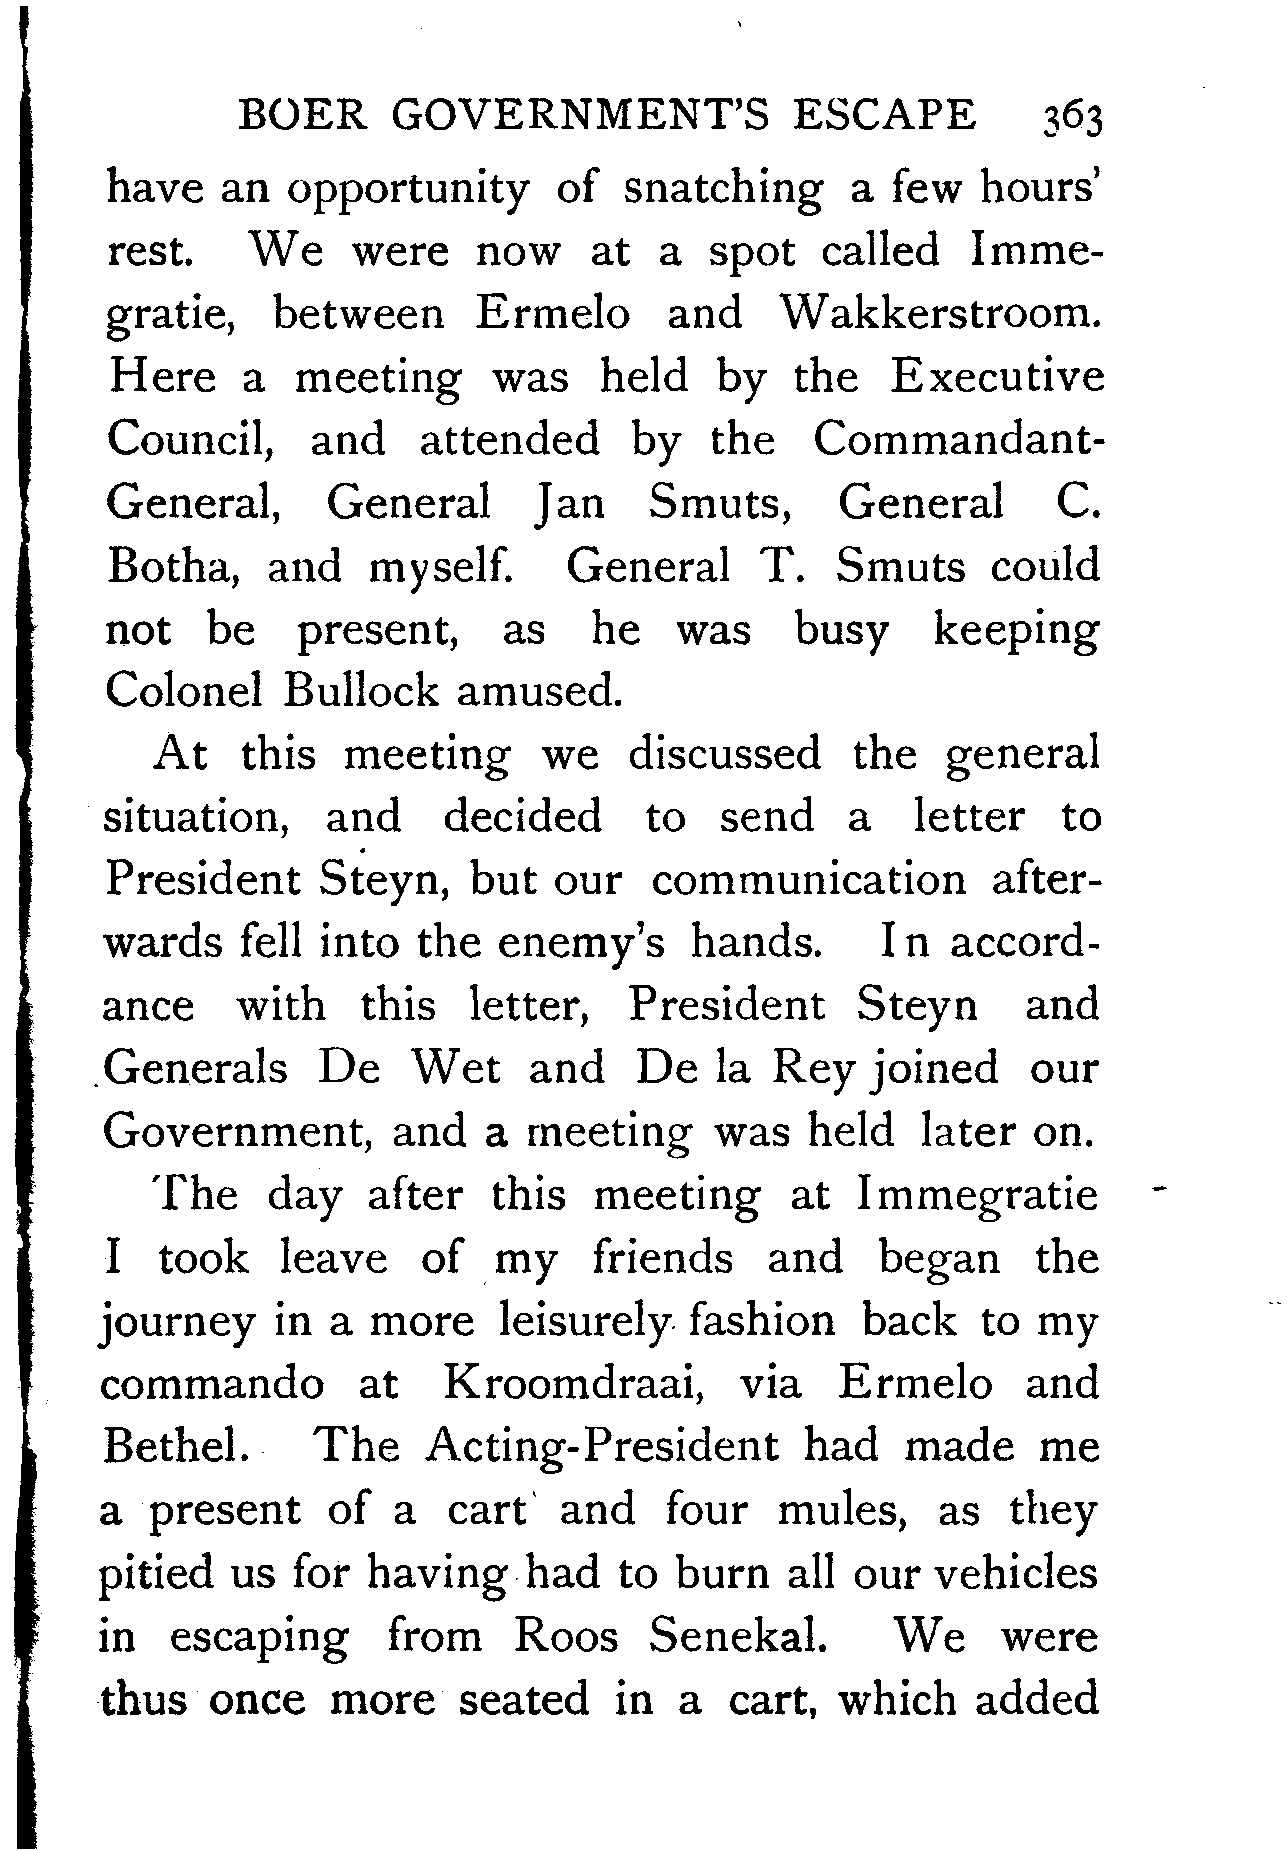 BOER GOVERNMENT'S ESCAPE 363
have an opportunity of snatching a few hours'
rest. We were now at a spot called Imme-
gratie, between Ermelo and Wakkerstroom.
Here a meeting was held by the Executive
Council, and attended by the Commandant-
General, General Jan Smuts, General C.
Botha, and myself. General T. Smuts could
not be present, as he was busy keeping
Colonel Bullock amused.
At this meeting we discussed the general
situation, and decided to send a letter to
President Steyn, but our communication after-
wards fell into the enemy's hands. In accord-
ance with this letter, President Steyn and
Generals De Wet and De la Rey joined our
Government, and a meeting was held later on.
The day after this meeting at Immegratie
I took leave of my friends and began the
journey in a more leisurely fashion back to my
commando at Kroomdraai, via Ermelo and
Bethel. The Acting-President had made me
a present of a cart and four mules, as they
pitied us for having had to burn all our vehicles
in escaping from Roos Senekal. We were
thus once more seated in a cart, which added